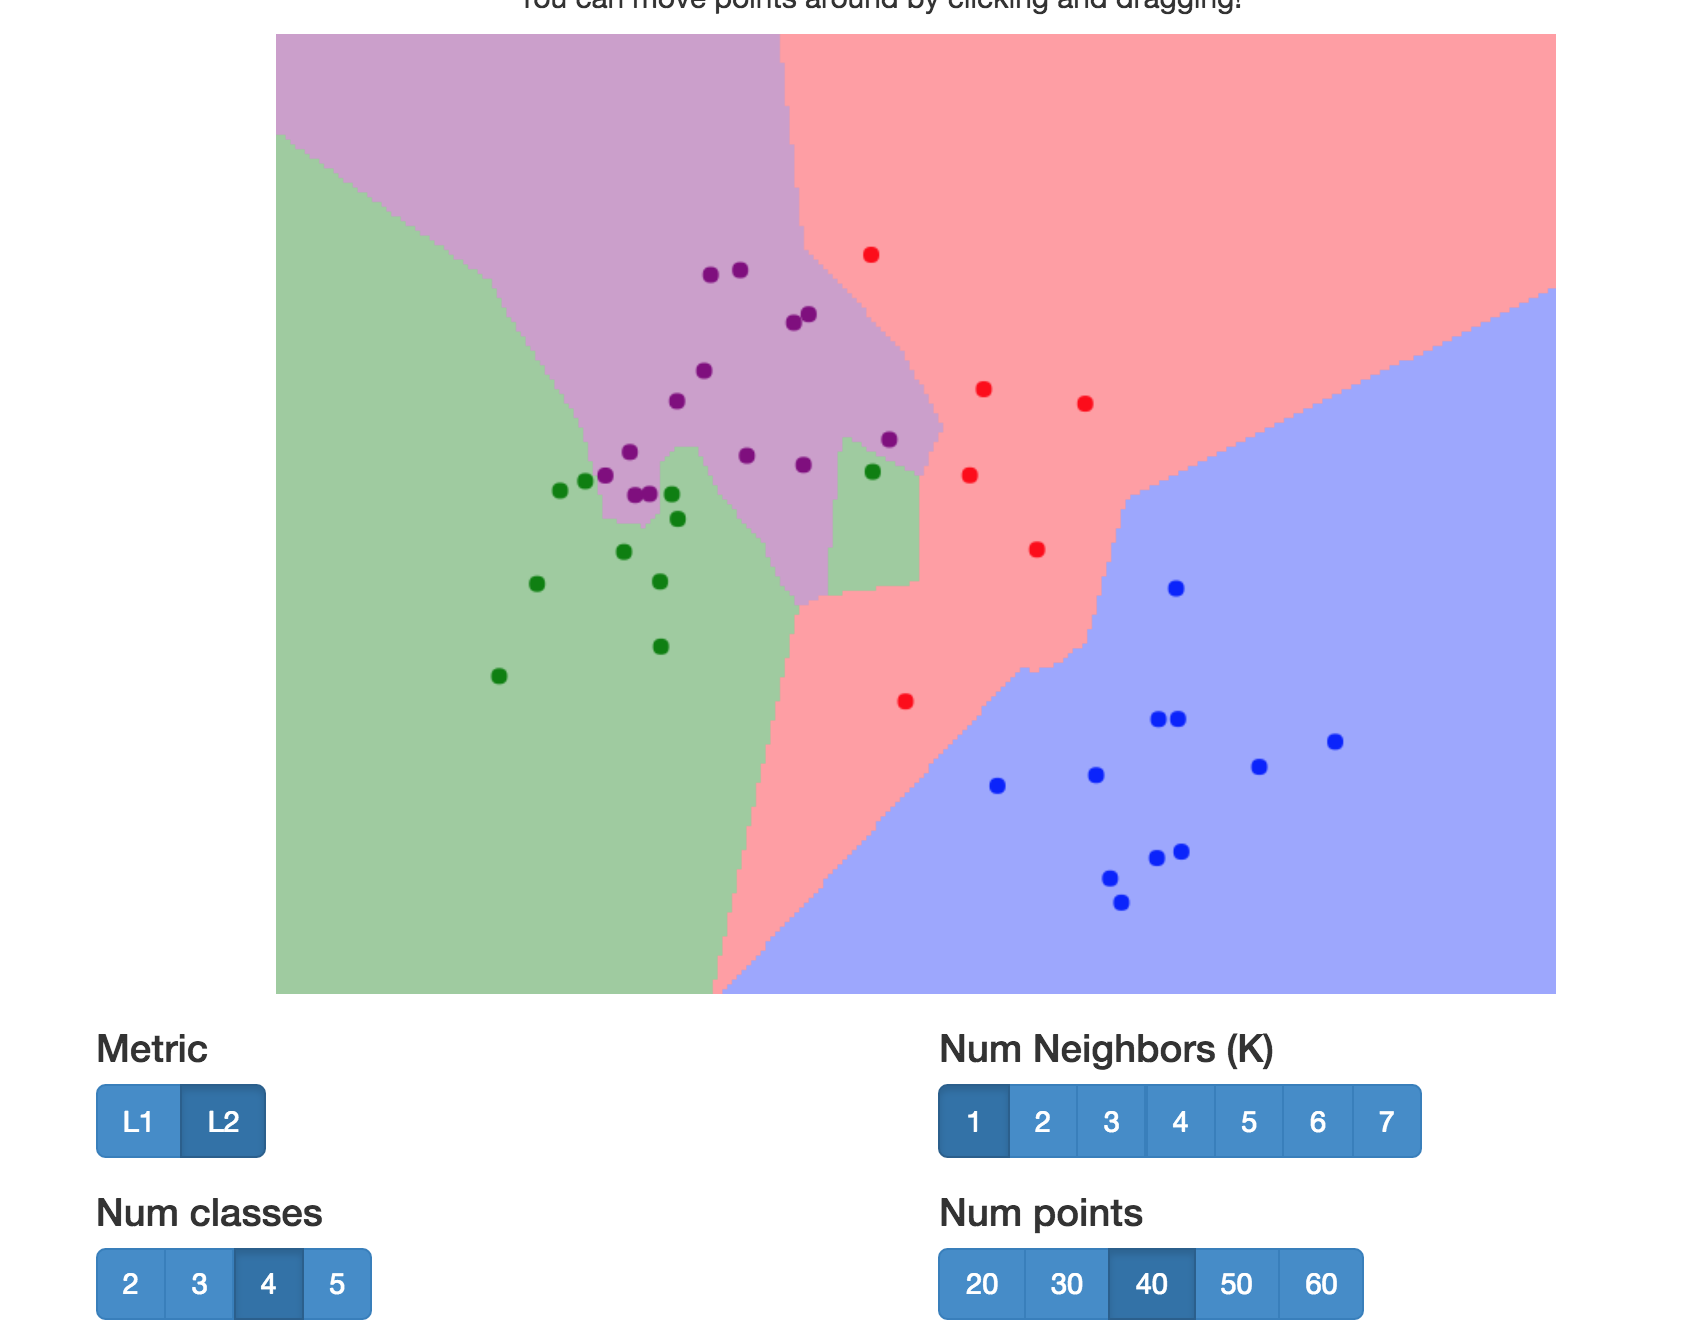 You can move points around by clicking and dragging!
Metric
L1 L2
Num Neighbors (K)
1 2 3 4 5 6 7
Num classes
2 3 4 5
Num points
20 30 40 50 60